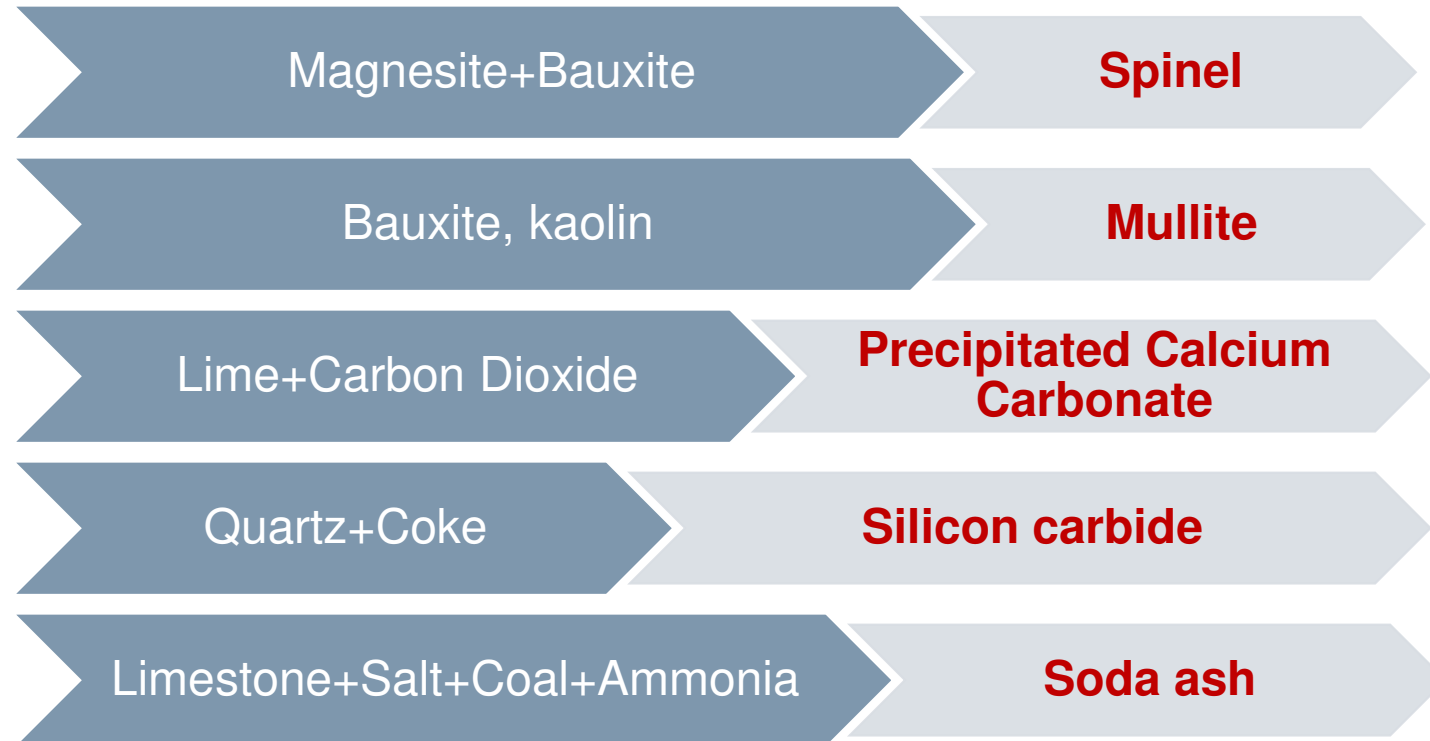 Magnesite+Bauxite
Spinel
Bauxite, kaolin
Mullite
Lime+Carbon Dioxide
Precipitated Calcium
Carbonate
Quartz+Coke
Silicon carbide
Limestone+Salt+Coal+Ammonia
Soda ash